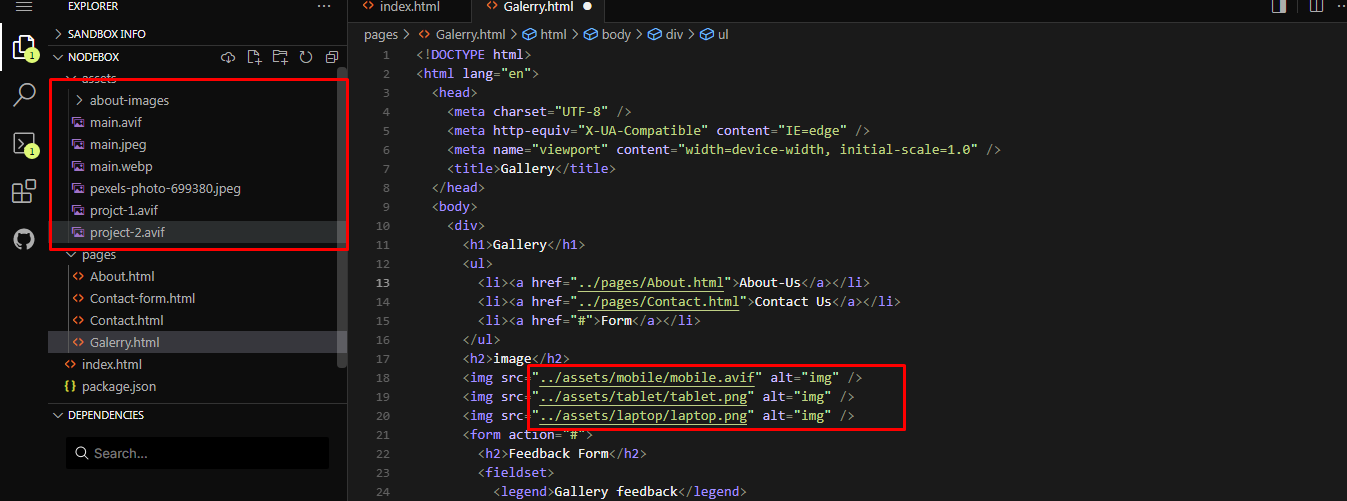 EXPLORER
···
index.html
Galerry.html
SANDBOX INFO
NODEBOX
assets
about-images
main.avif
main.jpeg
main.webp
pexels-photo-699380.jpeg
projct-1.avif
project-2.avif
pages
About.html
Contact-form.html
Contact.html
Galerry.html
index.html
{} package.json
DEPENDENCIES
Search...
1
1
pages > Galerry.html > html > body > div > ul
1 <!DOCTYPE html>
2 <html lang="en">
3 <head>
4 <meta charset="UTF-8" />
5 <meta http-equiv="X-UA-Compatible" content="IE=edge" />
6 <meta name="viewport" content="width=device-width, initial-scale=1.0" />
7 <title>Gallery</title>
8 </head>
9 <body>
10 <div>
11 <h1>Gallery</h1>
12 <ul>
13 <li><a href="../pages/About.html">About-Us</a></li>
14 <li><a href="../pages/Contact.html">Contact Us</a></li>
15 <li><a href="#">Form</a></li>
16 </ul>
17 <h2>image</h2>
18 <img src="../assets/mobile/mobile.avif" alt="img" />
19 <img src="../assets/tablet/tablet.png" alt="img" />
20 <img src="../assets/laptop/laptop.png" alt="img" />
21 <form action="#">
22 <h2>Feedback Form</h2>
23 <fieldset>
24 <legend>Gallery feedback</legend>